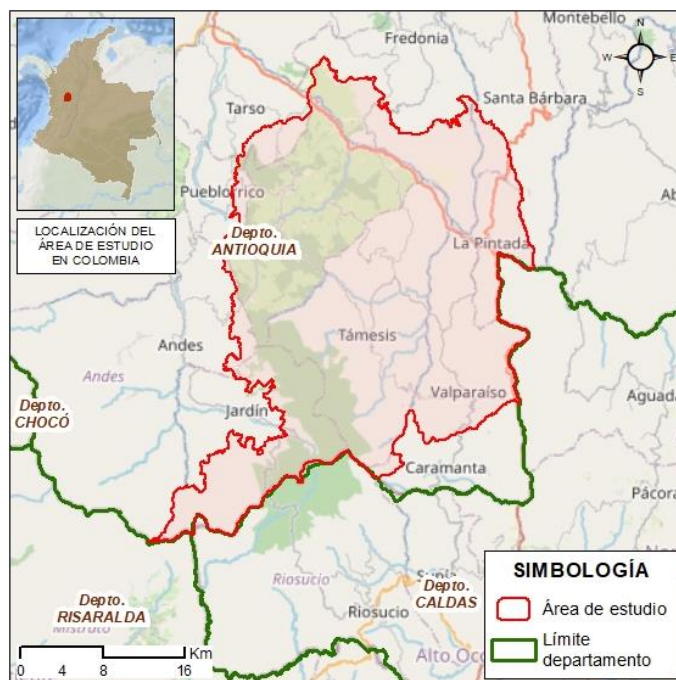 Montebello
Fredonia
N
W
E
S
Santa Bárbara
Tarso
Pueblorrico
LOCALIZACIÓN DEL
ÁREA DE ESTUDIO
EN COLOMBIA
Depto.
ANTIOQUIA
La Pintada
Támesis
Andes
Andes
Valparaíso
Jardín
Depto.
CHOCÓ
Caramanta
Riosucio
Depto.
CALDAS
Depto.
RISARALDA
Riosucio
0 4 8 16 Km
SIMBOLOGÍA
Área de estudio
Límite
departamento